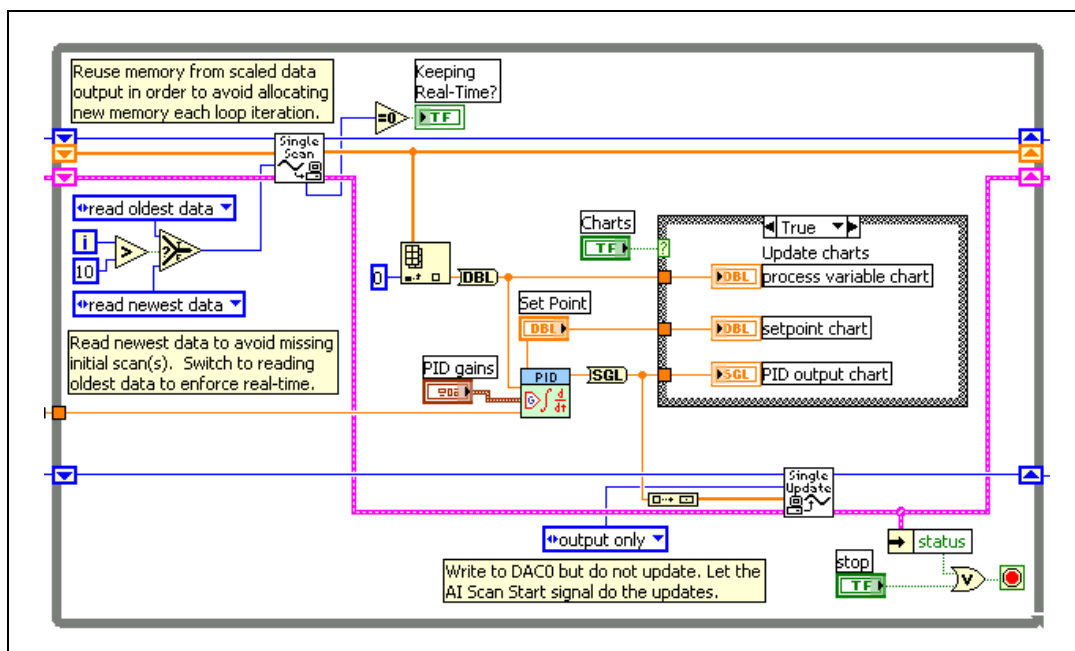 Reuse memory from scaled data
output in order to avoid allocating
new memory each loop iteration.
Keeping
Real-Time?
=0
TF
Single
Scan
read oldest data
i
10
>
?
T
F
read newest data
Read newest data to avoid missing
initial scan(s). Switch to reading
oldest data to enforce real-time.
0
DBL
Charts
TF
?
True
Update charts
DBL
process variable chart
Set Point
DBL
DBL
setpoint chart
PID gains
PID
G
∫ d/dt
SGL
SGL
PID output chart
Single
Update
output only
Write to DAC0 but do not update. Let the
AI Scan Start signal do the updates.
status
stop
TF
V